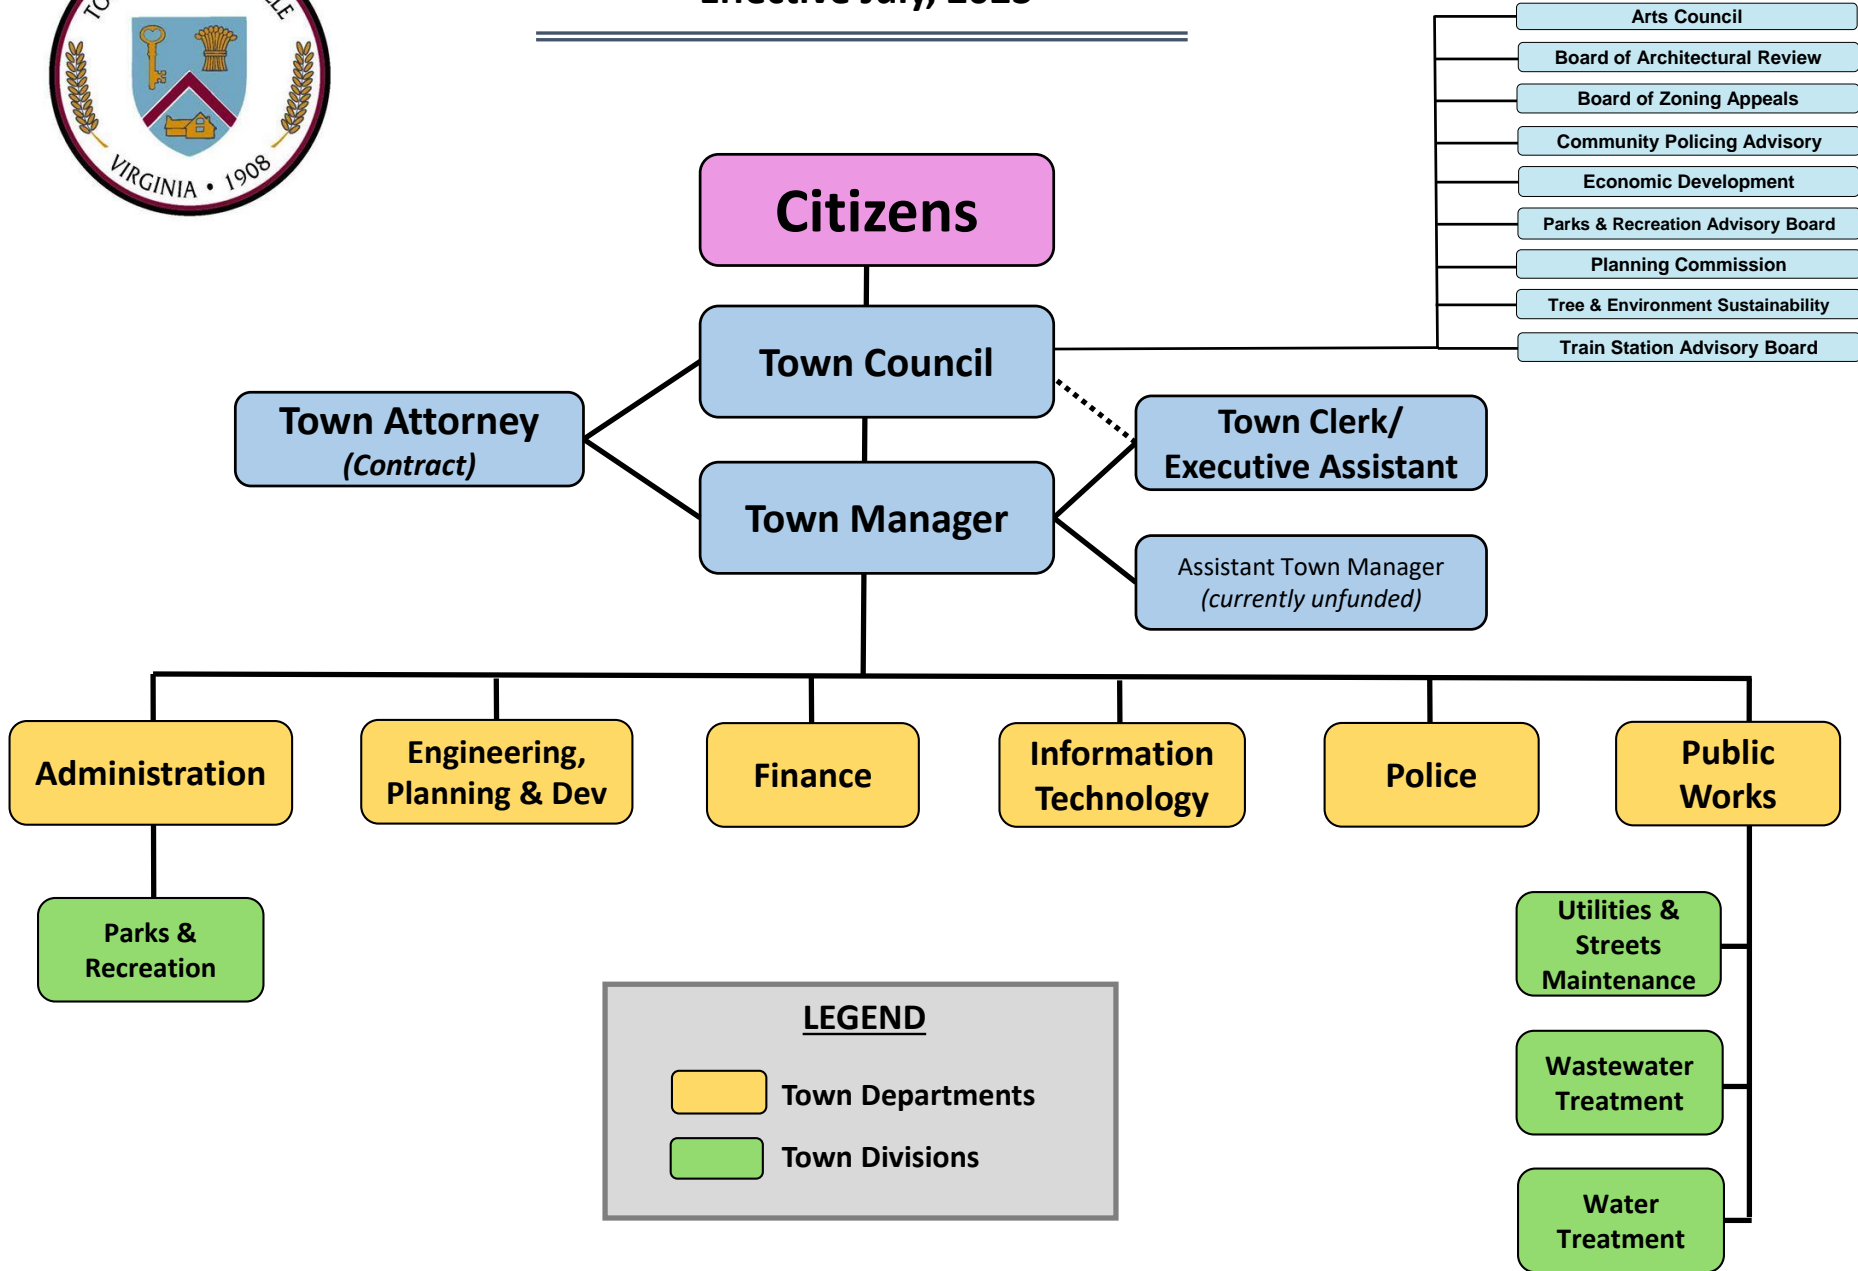 VIRGINIA • 1908
Arts Council
Board of Architectural Review
Board of Zoning Appeals
Community Policing Advisory
Economic Development
Parks & Recreation Advisory Board
Planning Commission
Tree & Environment Sustainability
Train Station Advisory Board
Citizens
Town Council
Town Attorney
(Contract)
Town Clerk/
Executive Assistant
Town Manager
Assistant Town Manager
(currently unfunded)
Administration
Engineering,
Planning & Dev
Finance
Information
Technology
Police
Public
Works
Parks &
Recreation
Utilities &
Streets
Maintenance
Wastewater
Treatment
Water
Treatment
LEGEND
Town Departments
Town Divisions